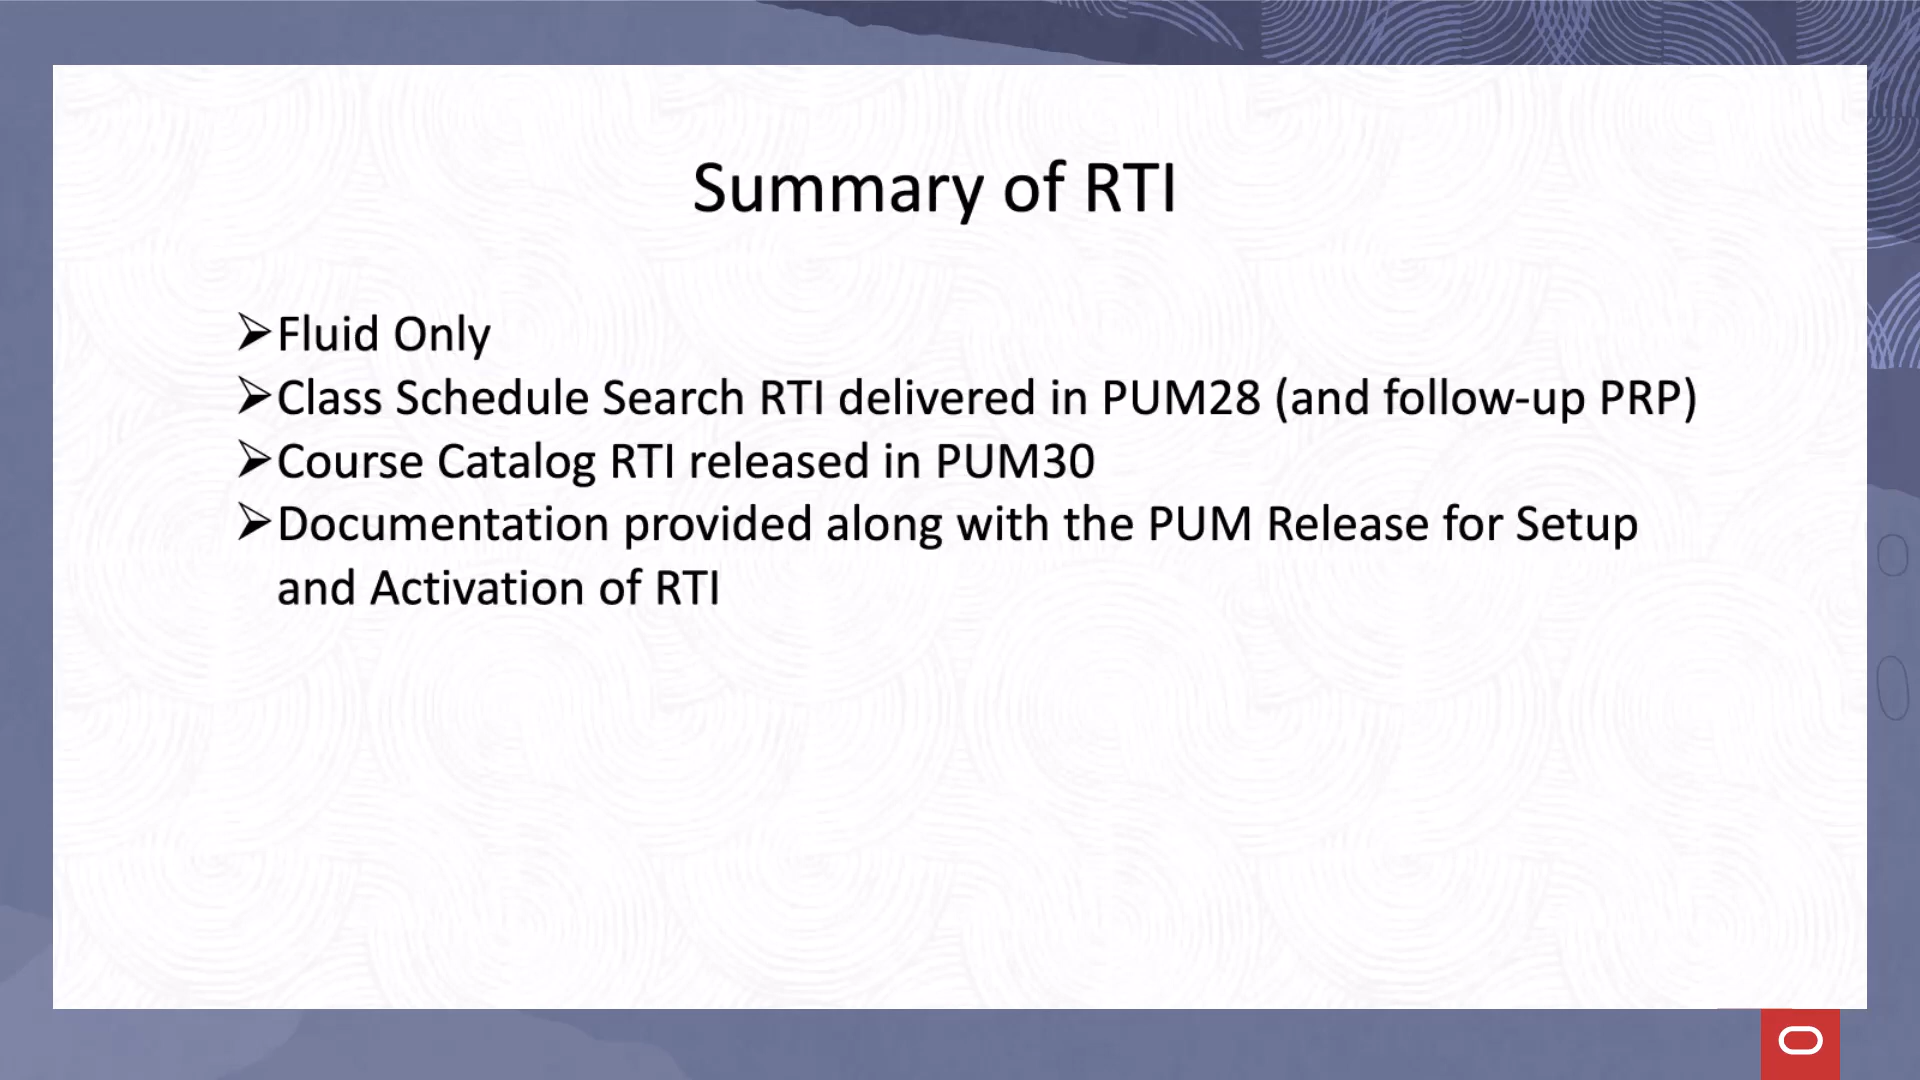 Summary of RTI
➢Fluid Only
➢Class Schedule Search RTI delivered in PUM28 (and follow-up PRP)
➢Course Catalog RTI released in PUM30
➢Documentation provided along with the PUM Release for Setup
and Activation of RTI